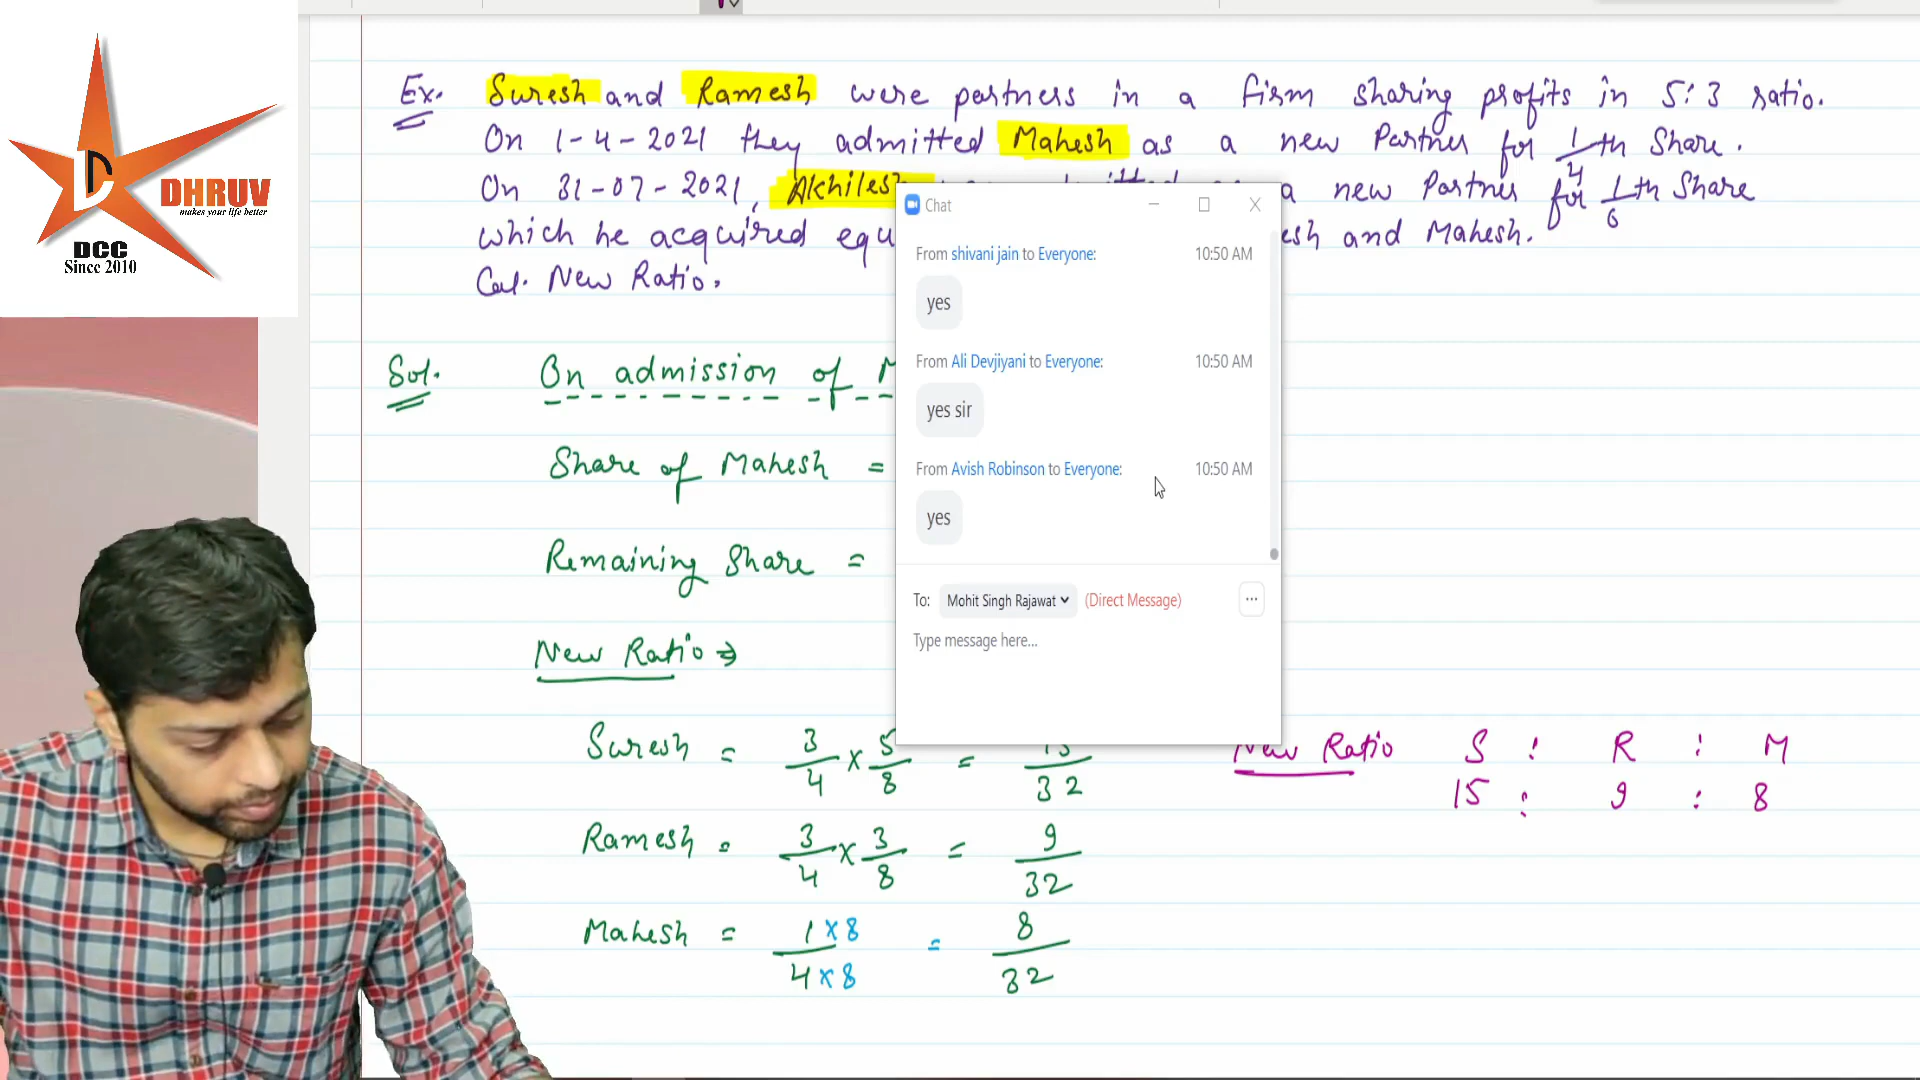 Ex. Suresh and Ramesh were partners in a firm sharing profits in 5:3 ratio.
On 1-4-2021 they admitted Mahesh as a new Partner for 1/4th Share.
On 31-07-2021, Akhilesh a new Partner for 1/6th Share
which he acquired and Mahesh.
Cal. New Ratio.
DHRUV
makes your life better
DCC
Since 2010
Chat
From shivani jain to Everyone: 10:50 AM
yes
From Ali Devjiyani to Everyone: 10:50 AM
yes sir
From Avish Robinson to Everyone: 10:50 AM
yes
To: Mohit Singh Rajawat (Direct Message) ...
Type message here...
Sol. On admission of
Share of Mahesh =
Remaining Share =
New Ratio ⇒
Suresh = 3/4 × 5/8 = 15/32
Ramesh = 3/4 × 3/8 = 9/32
Mahesh = 1×8/4×8 = 8/32
New Ratio S : R : M
15 : 9 : 8